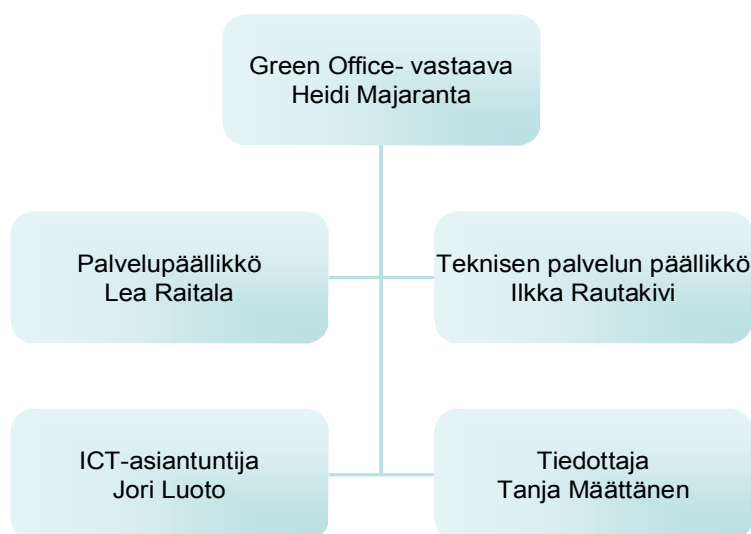 Green Office- vastaava
Heidi Majaranta
Palvelupäällikkö
Lea Raitala
Teknisen palvelun päällikkö
Ilkka Rautakivi
ICT-asiantuntija
Jori Luoto
Tiedottaja
Tanja Määttänen